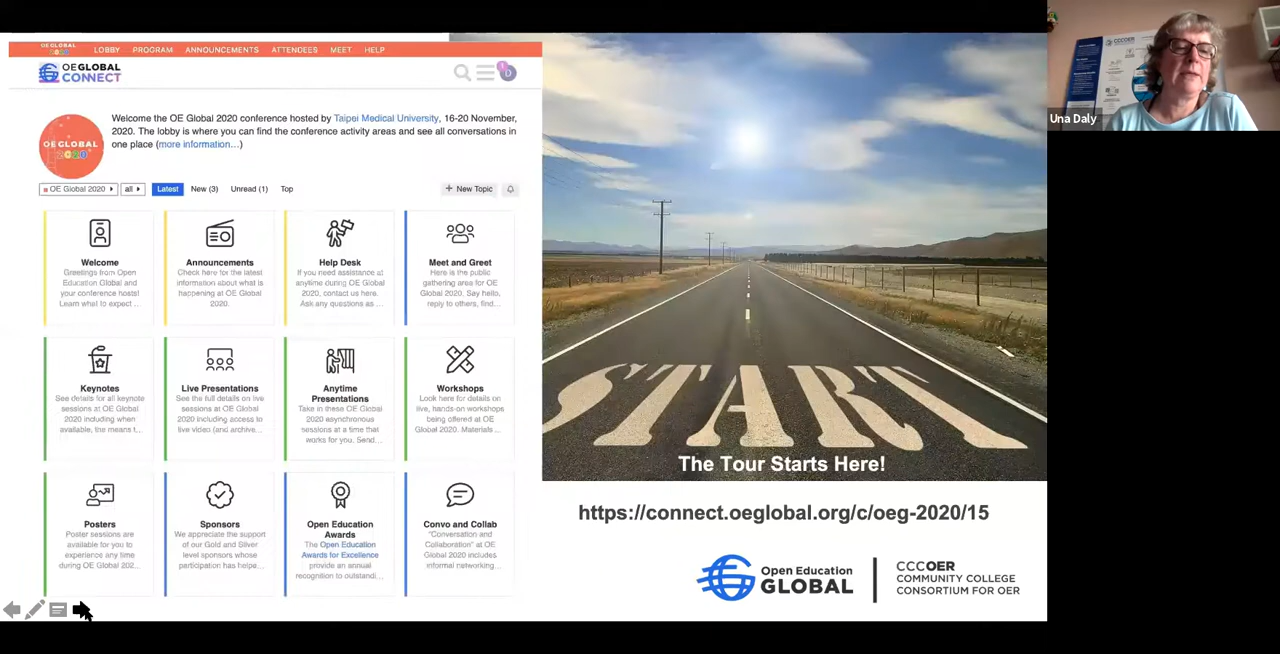 OEGLOBAL
LOBBY PROGRAM ANNOUNCEMENTS ATTENDEES MEET HELP
OEGLOBAL
CONNECT
1
D
Welcome the OE Global 2020 conference hosted by Taipei Medical University, 16-20 November,
2020. The lobby is where you can find the conference activity areas and see all conversations in
one place (more information…)
OEGLOBAL
2020
OE Global 2020 all Latest New (3) Unread (1) Top + New Topic
Welcome
Greetings from Open
Education Global and
your conference hosts!
Learn what to expect ...
Announcements
Check here for the latest
information about what is
happening at OE Global
2020.
Help Desk
If you need assistance at
anytime during OE Global
2020, contact us here.
Ask any questions as ...
Meet and Greet
Here is the public
gathering area for OE
Global 2020. Say hello,
reply to others, find...
Keynotes
See details for all keynote
sessions at OE Global
2020 including when
available, the means t...
Live Presentations
See the full details on live
sessions at OE Global
2020 including access to
live video (and archive...
Anytime
Presentations
Take in these OE Global
2020 asynchronous
sessions at a time that
works for you. Send...
Workshops
Look here for details on
live, hands-on workshops
being offered at OE
Global 2020. Materials ...
Posters
Poster sessions are
available for you to
experience any time
during OE Global 202...
Sponsors
We appreciate the support
of our Gold and Silver
level sponsors whose
participation has helpe...
Open Education
Awards
The Open Education
Awards for Excellence
provide an annual
recognition to outstandi...
Convo and Collab
"Conversation and
Collaboration" at OE
Global 2020 includes
informal networking...
START
The Tour Starts Here!
https://connect.oeglobal.org/c/oeg-2020/15
Open Education
GLOBAL
CCCOER
COMMUNITY COLLEGE
CONSORTIUM FOR OER
CCCOER
Una Daly